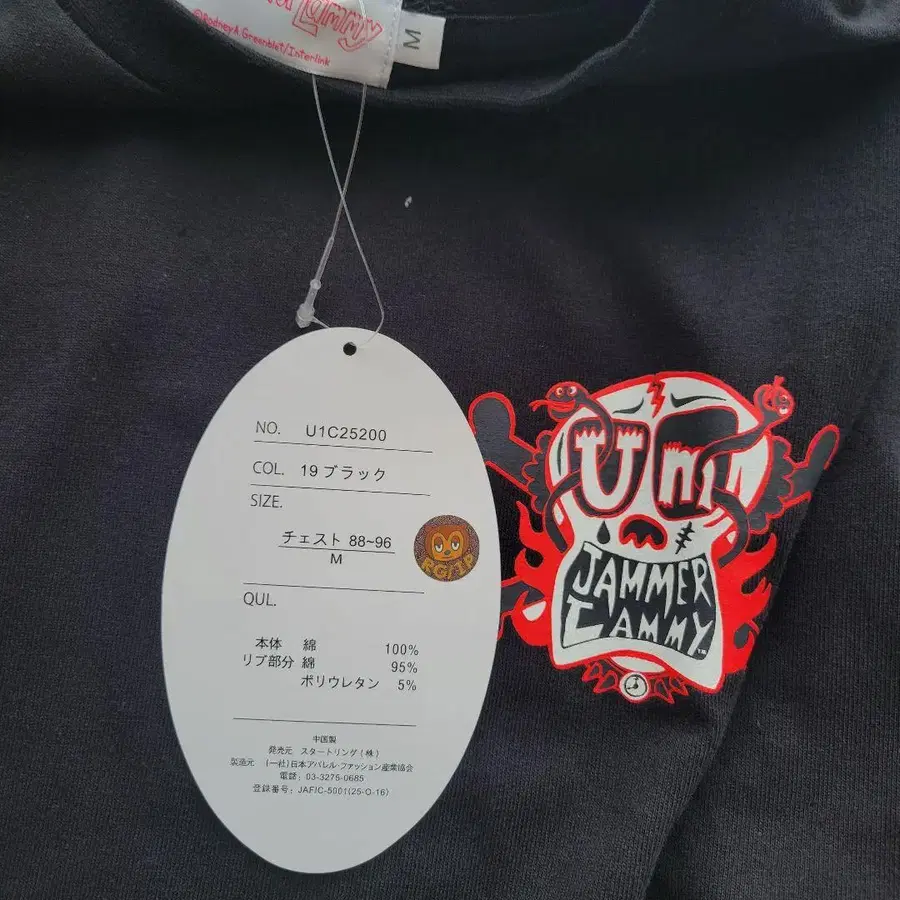 Lammy
©Rodney A. Greenblat/Interlink
M
NO. U1C25200
COL. 19 ブラック
SIZE.
チェスト 88~96
M
QUL.
本体 綿 100%
リブ部分 綿 95%
ポリウレタン 5%
中国製
発売元 スタートリング(株)
製造元 (一社)日本アパレル・ファッション産業協会
電話: 03-3275-0685
登録番号: JAFIC-5001(25-O-16)
RG/IP
Um
JAMMER
LAMMY